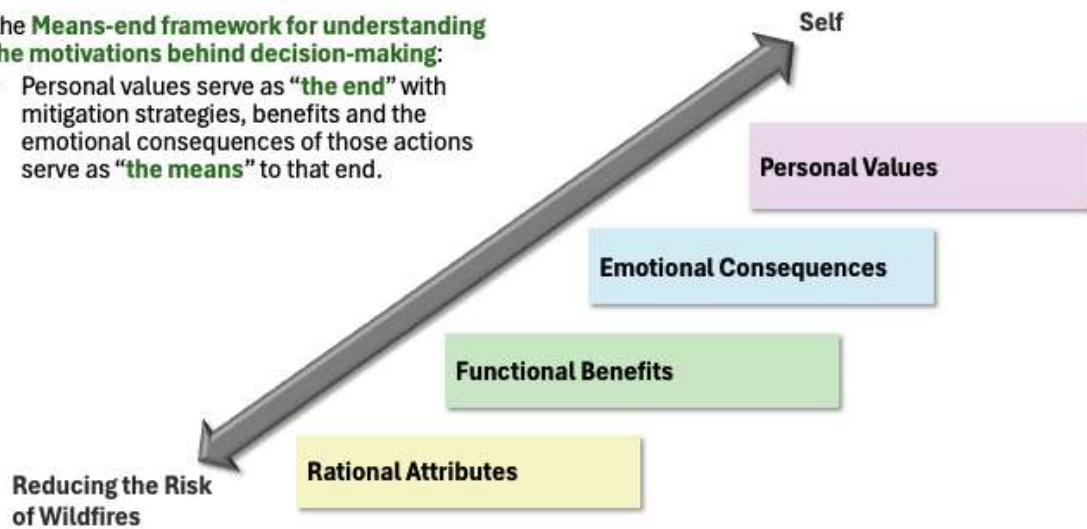 he Means-end framework for understanding
he motivations behind decision-making:
Personal values serve as “the end” with
mitigation strategies, benefits and the
emotional consequences of those actions
serve as “the means” to that end.
Self
Personal Values
Emotional Consequences
Functional Benefits
Rational Attributes
Reducing the Risk
of Wildfires